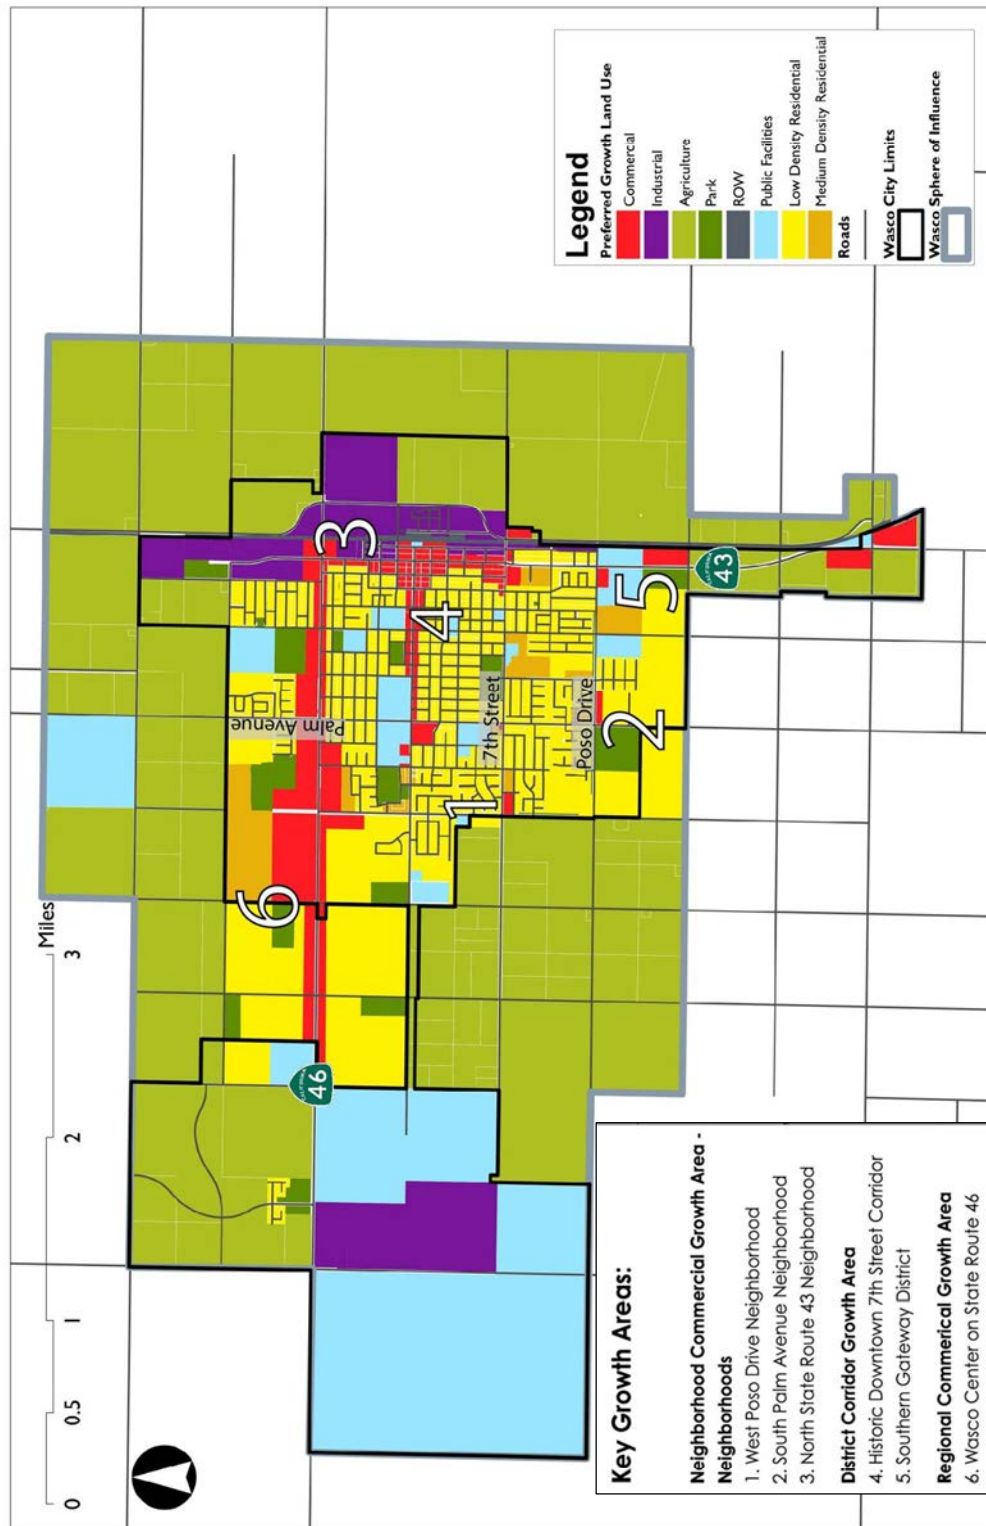 0
0.5
1
2
3
Miles
Palm Avenue
7th Street
Poso Drive
CALIFORNIA
46
CALIFORNIA
43
1
2
3
4
5
6
Key Growth Areas:
Neighborhood Commercial Growth Area -
Neighborhoods
1. West Poso Drive Neighborhood
2. South Palm Avenue Neighborhood
3. North State Route 43 Neighborhood
District Corridor Growth Area
4. Historic Downtown 7th Street Corridor
5. Southern Gateway District
Regional Commerical Growth Area
6. Wasco Center on State Route 46
Legend
Preferred Growth Land Use
Commercial
Industrial
Agriculture
Park
ROW
Public Facilities
Low Density Residential
Medium Density Residential
Roads
Wasco City Limits
Wasco Sphere of Influence